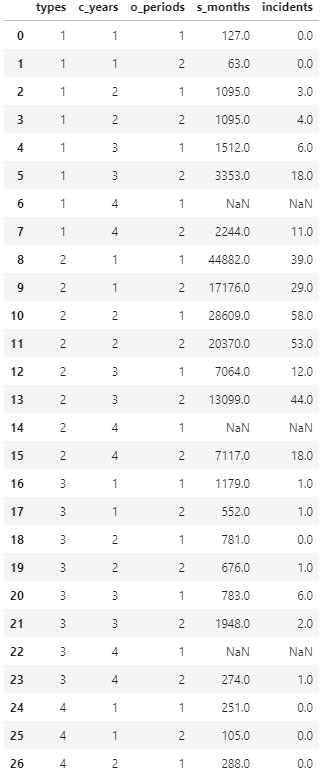 types c_years o_periods s_months incidents
0 1 1 1 127.0 0.0
1 1 1 2 63.0 0.0
2 1 2 1 1095.0 3.0
3 1 2 2 1095.0 4.0
4 1 3 1 1512.0 6.0
5 1 3 2 3353.0 18.0
6 1 4 1 NaN NaN
7 1 4 2 2244.0 11.0
8 2 1 1 44882.0 39.0
9 2 1 2 17176.0 29.0
10 2 2 1 28609.0 58.0
11 2 2 2 20370.0 53.0
12 2 3 1 7064.0 12.0
13 2 3 2 13099.0 44.0
14 2 4 1 NaN NaN
15 2 4 2 7117.0 18.0
16 3 1 1 1179.0 1.0
17 3 1 2 552.0 1.0
18 3 2 1 781.0 0.0
19 3 2 2 676.0 1.0
20 3 3 1 783.0 6.0
21 3 3 2 1948.0 2.0
22 3 4 1 NaN NaN
23 3 4 2 274.0 1.0
24 4 1 1 251.0 0.0
25 4 1 2 105.0 0.0
26 4 2 1 288.0 0.0